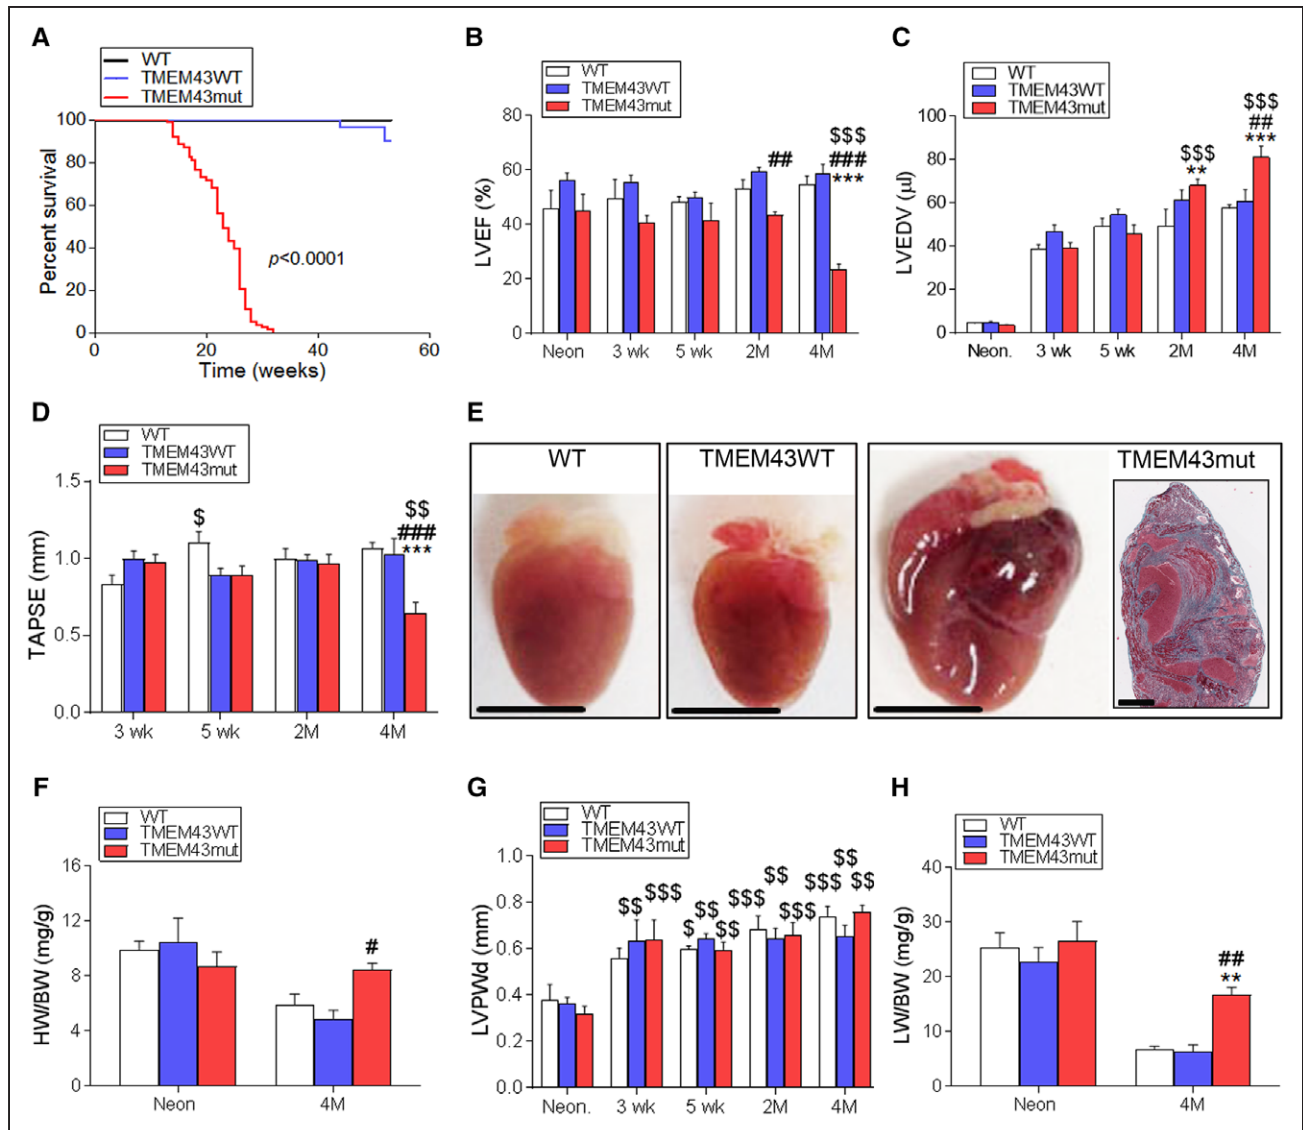 A
WT
TMEM43WT
TMEM43mut
Percent survival
100
80
60
40
20
0
p<0.0001
0 20 40 60
Time (weeks)
B
WT
TMEM43WT
TMEM43mut
LVEF (%)
80
60
40
20
0
##
$$$
###
***
Neon 3 wk 5 wk 2M 4M
C
WT
TMEM43WT
TMEM43mut
LVEDV (µl)
100
80
60
40
20
0
$$$
**
$$$
##
***
Neon. 3 wk 5 wk 2M 4M
D
WT
TMEM43WT
TMEM43mut
TAPSE (mm)
1.5
1.0
0.5
0.0
$
$$
###
***
3 wk 5 wk 2M 4M
E
WT
TMEM43WT
TMEM43mut
F
WT
TMEM43WT
TMEM43mut
HW/BW (mg/g)
16
12
8
4
0
#
Neon 4M
G
WT
TMEM43WT
TMEM43mut
LVPWd (mm)
1.0
0.8
0.6
0.4
0.2
0.0
$$ $$$
$ $$ $$
$$$ $$ $$$
$$$ $$ $$
Neon. 3 wk 5 wk 2M 4M
H
WT
TMEM43WT
TMEM43mut
LW/BW (mg/g)
40
30
20
10
0
##
**
Neon 4M